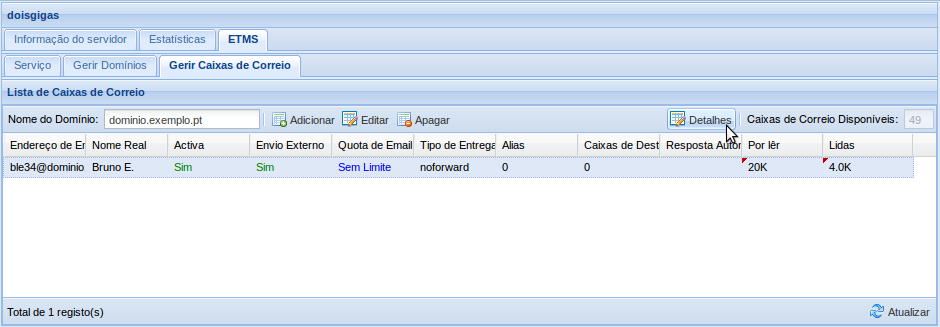 doisgigas
Informação do servidor Estatísticas ETMS
Serviço Gerir Domínios Gerir Caixas de Correio
Lista de Caixas de Correio
Nome do Domínio: dominio.exemplo.pt Adicionar Editar Apagar Detalhes Caixas de Correio Disponíveis: 49
Endereço de Er Nome Real Activa Envio Externo Quota de Email Tipo de Entrega Alias Caixas de Dest Resposta Autor Por lêr Lidas
ble34@dominio Bruno E. Sim Sim Sem Limite noforward 0 0 20K 4.0K
Total de 1 registo(s) Atualizar